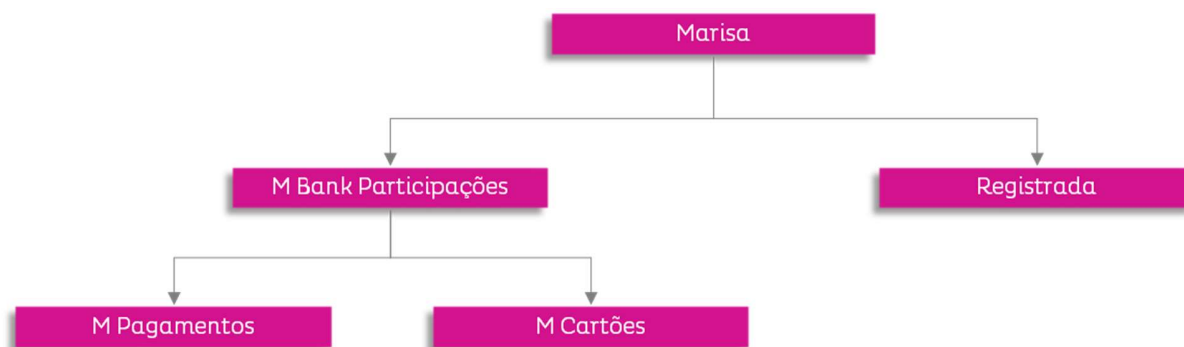 Marisa
M Bank Participações
Registrada
M Pagamentos
M Cartões